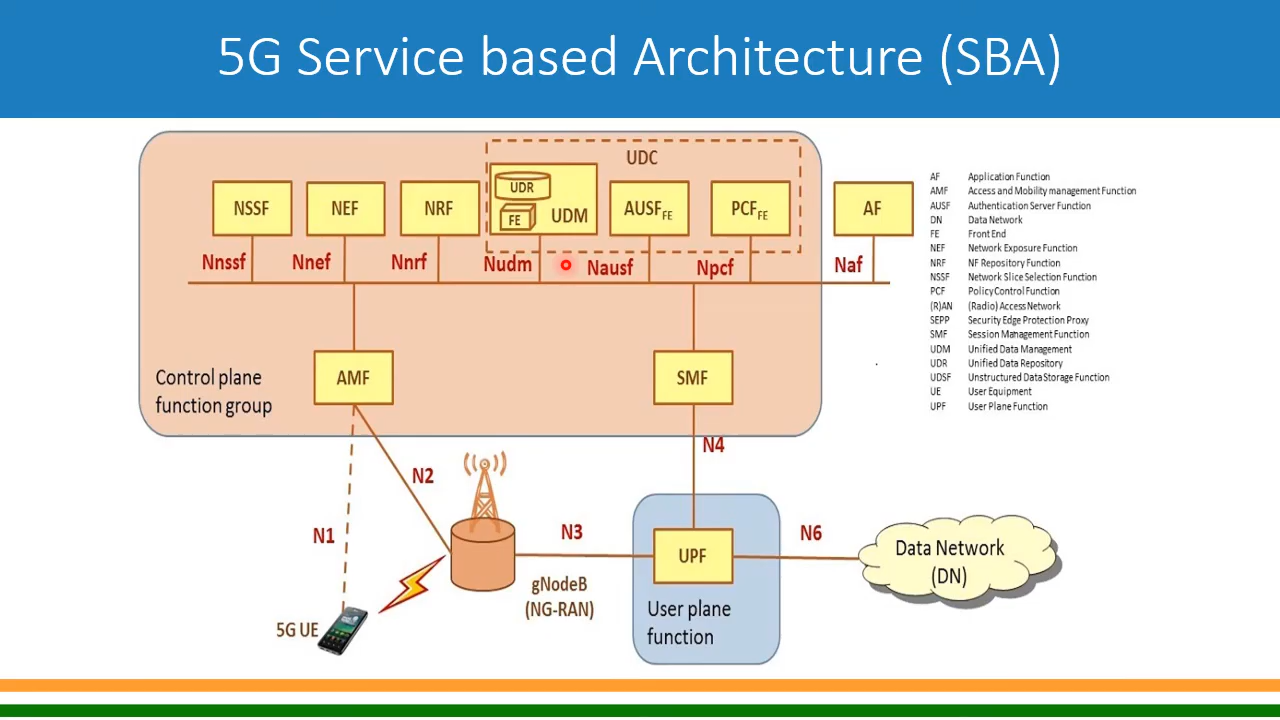 5G Service based Architecture (SBA)
UDC
NSSF
NEF
NRF
UDR
FE
UDM
AUSFFE
PCFFE
AF
Nnssf
Nnef
Nnrf
Nudm
Nausf
Npcf
Naf
AMF
SMF
Control plane
function group
N1
N2
N3
N4
N6
gNodeB
(NG-RAN)
5G UE
UPF
User plane
function
Data Network
(DN)
AF Application Function
AMF Access and Mobility management Function
AUSF Authentication Server Function
DN Data Network
FE Front End
NEF Network Exposure Function
NRF NF Repository Function
NSSF Network Slice Selection Function
PCF Policy Control Function
(R)AN (Radio) Access Network
SEPP Security Edge Protection Proxy
SMF Session Management Function
UDM Unified Data Management
UDR Unified Data Repository
UDSF Unstructured Data Storage Function
UE User Equipment
UPF User Plane Function